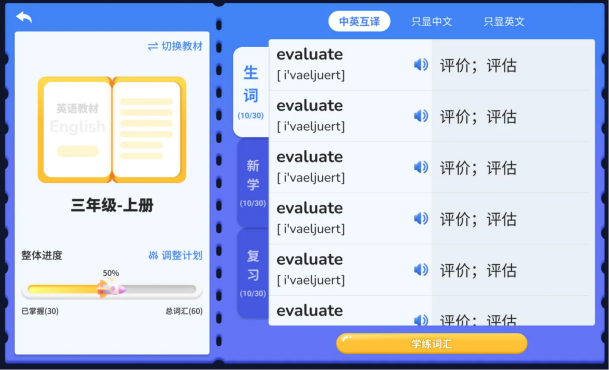 中英互译
只显中文
只显英文
切换教材
英语教材
English
三年级-上册
整体进度
调整计划
50%
已掌握(30)
总词汇(60)
生词
(10/30)
新学
(10/30)
复习
(10/30)
evaluate
[ i'vaeljuert]
评价；评估
evaluate
[ i'vaeljuert]
评价；评估
evaluate
[ i'vaeljuert]
评价；评估
evaluate
[ i'vaeljuert]
评价；评估
evaluate
[ i'vaeljuert]
评价；评估
evaluate
评价；评估
学练词汇